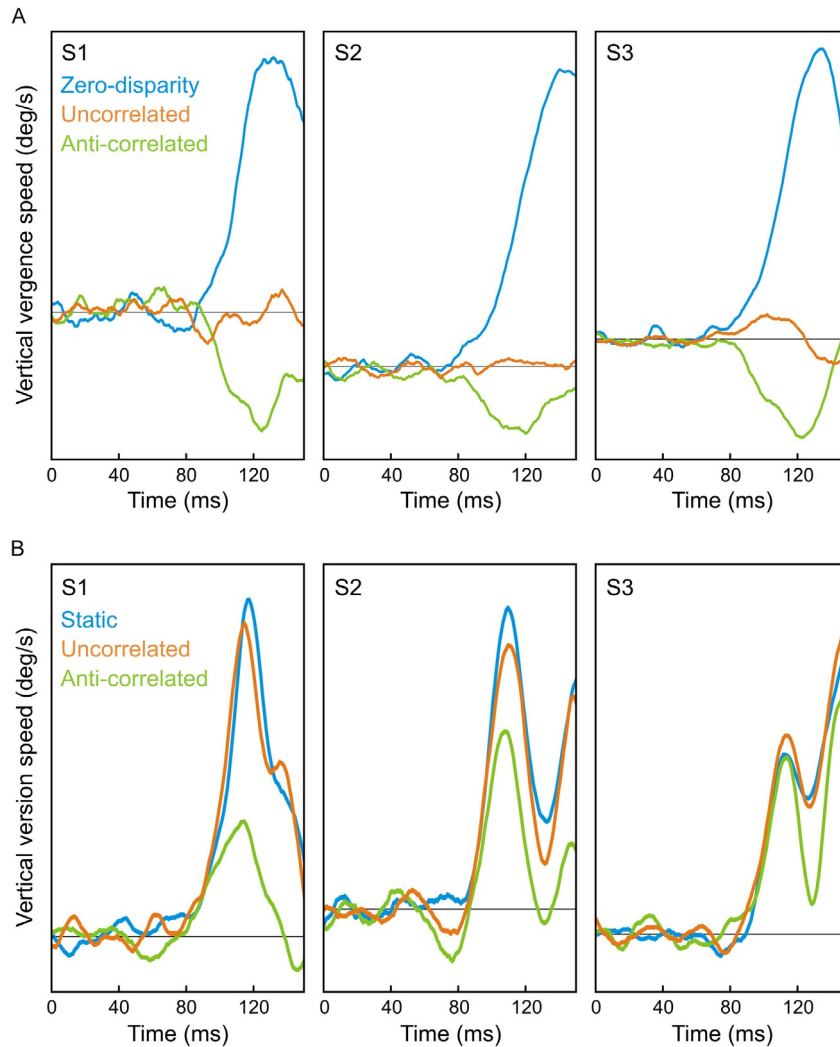 A
S1
Zero-disparity
Uncorrelated
Anti-correlated
S2
S3
Vertical vergence speed (deg/s)
0 40 80 120
0 40 80 120
0 40 80 120
Time (ms)
Time (ms)
Time (ms)
B
S1
Static
Uncorrelated
Anti-correlated
S2
S3
Vertical version speed (deg/s)
0 40 80 120
0 40 80 120
0 40 80 120
Time (ms)
Time (ms)
Time (ms)